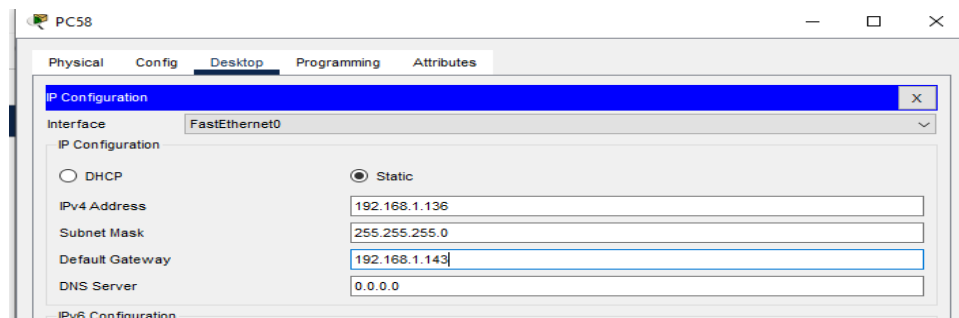 PC58
Physical Config Desktop Programming Attributes
IP Configuration X
Interface FastEthernet0
IP Configuration
DHCP Static
IPv4 Address 192.168.1.136
Subnet Mask 255.255.255.0
Default Gateway 192.168.1.143
DNS Server 0.0.0.0
IPv6 Configuration